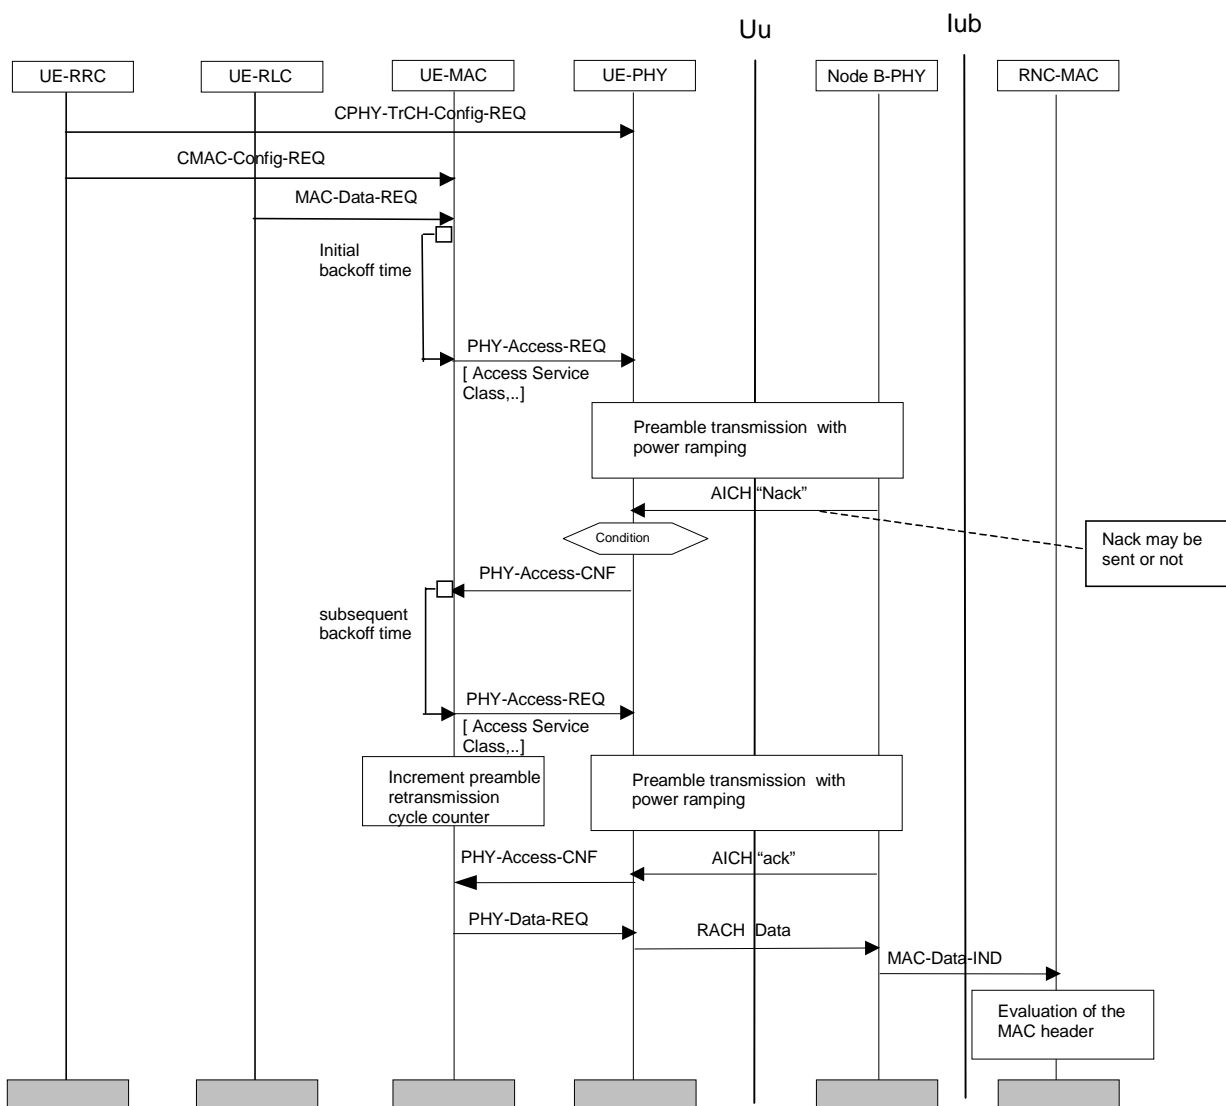 Uu
Iub
UE-RRC
UE-RLC
UE-MAC
UE-PHY
Node B-PHY
RNC-MAC
CPHY-TrCH-Config-REQ
CMAC-Config-REQ
MAC-Data-REQ
Initial
backoff time
PHY-Access-REQ
[ Access Service
Class,..]
Preamble transmission with
power ramping
AICH “Nack”
Nack may be
sent or not
Condition
PHY-Access-CNF
subsequent
backoff time
PHY-Access-REQ
[ Access Service
Class,..]
Increment preamble
retransmission
cycle counter
Preamble transmission with
power ramping
PHY-Access-CNF
AICH “ack”
PHY-Data-REQ
RACH Data
MAC-Data-IND
Evaluation of the
MAC header